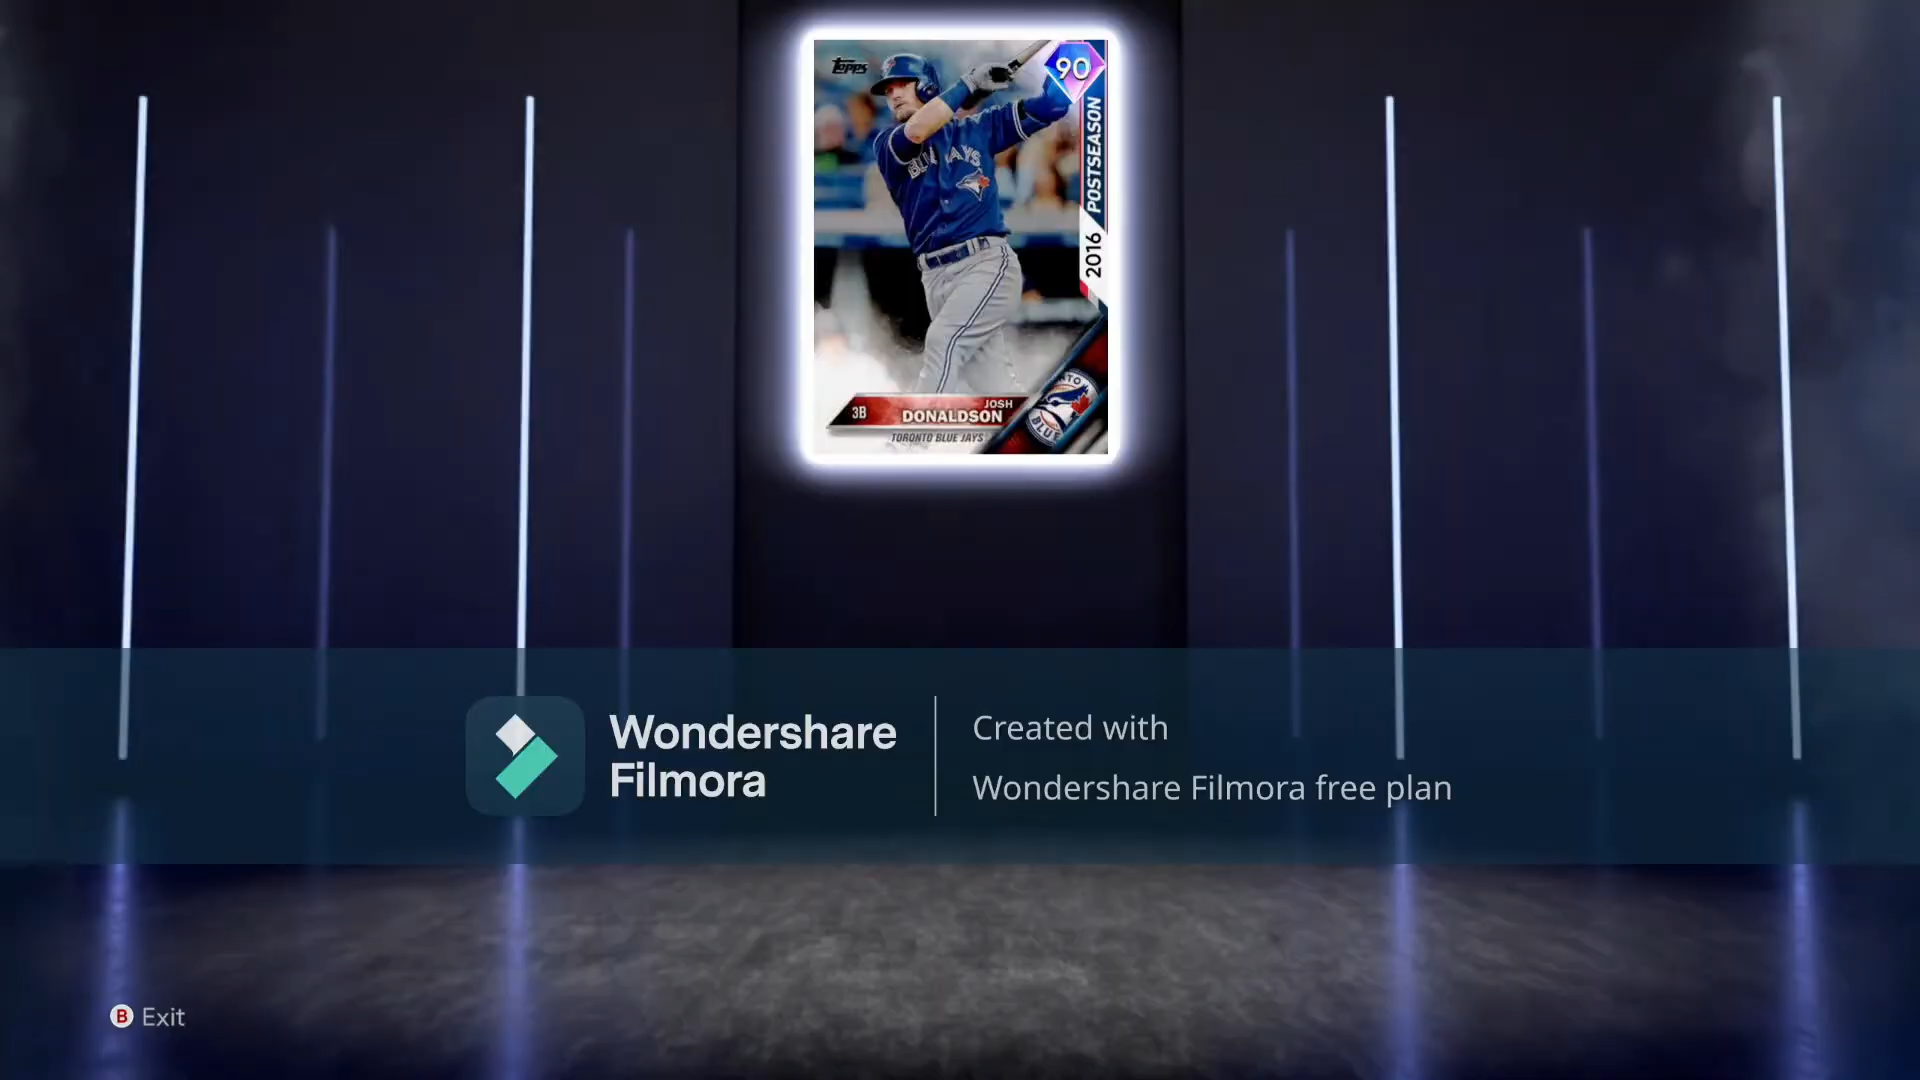 Topps
90
2016 POSTSEASON
BLUE JAYS
3B
JOSH
DONALDSON
TORONTO BLUE JAYS
Wondershare
Filmora
Created with
Wondershare Filmora free plan
B Exit